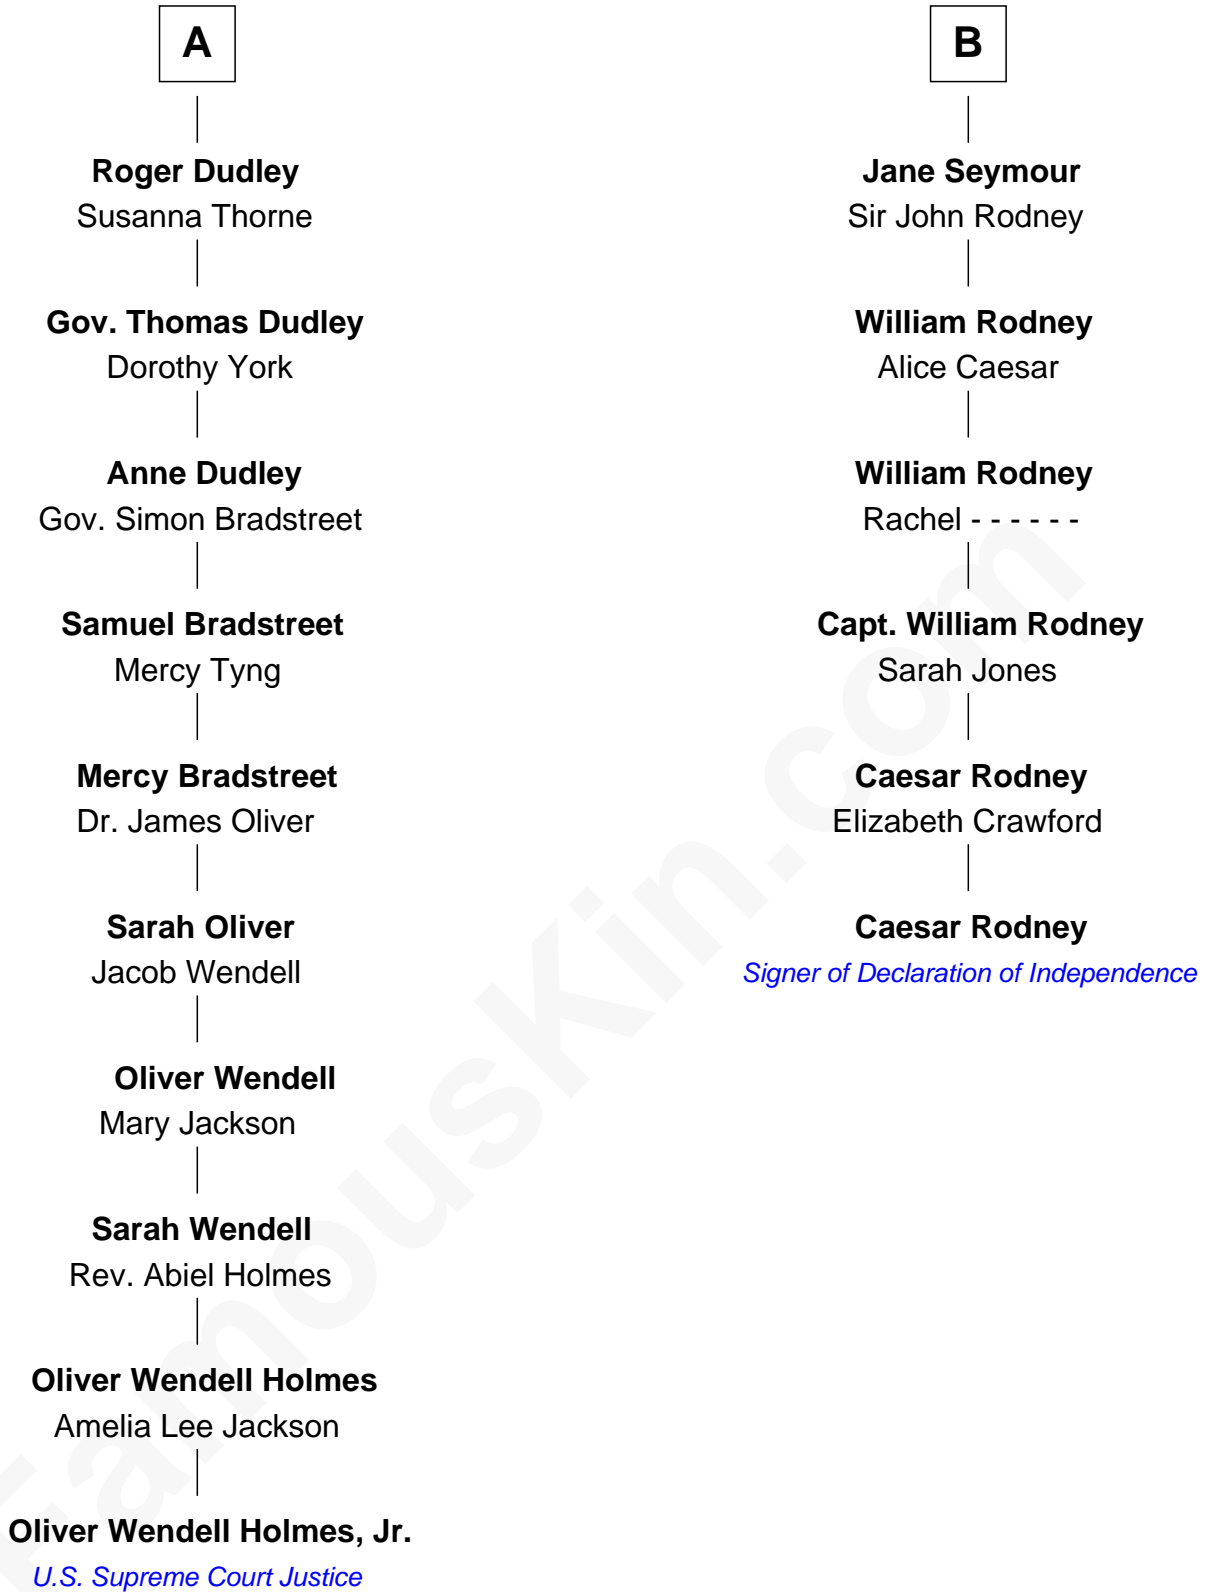 A
Roger Dudley
Susanna Thorne
Gov. Thomas Dudley
Dorothy York
Anne Dudley
Gov. Simon Bradstreet
Samuel Bradstreet
Mercy Tyng
Mercy Bradstreet
Dr. James Oliver
Sarah Oliver
Jacob Wendell
Oliver Wendell
Mary Jackson
Sarah Wendell
Rev. Abiel Holmes
Oliver Wendell Holmes
Amelia Lee Jackson
Oliver Wendell Holmes, Jr.
U.S. Supreme Court Justice
B
Jane Seymour
Sir John Rodney
William Rodney
Alice Caesar
William Rodney
Rachel - - - - - -
Capt. William Rodney
Sarah Jones
Caesar Rodney
Elizabeth Crawford
Caesar Rodney
Signer of Declaration of Independence
FamousKin.com